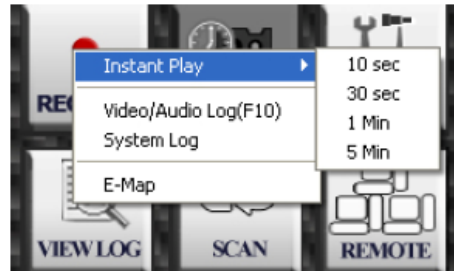 Instant Play
10 sec
30 sec
1 Min
5 Min
RE
Video/Audio Log(F10)
System Log
E-Map
VIEW LOG
SCAN
REMOTE